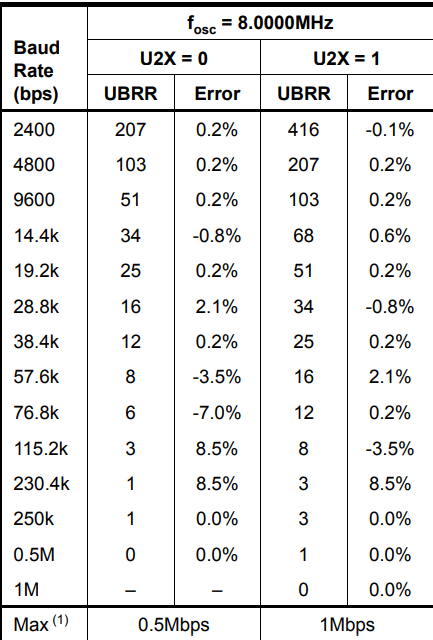 fosc = 8.0000MHz
Baud Rate (bps) U2X = 0 U2X = 1
UBRR Error UBRR Error
2400 207 0.2% 416 -0.1%
4800 103 0.2% 207 0.2%
9600 51 0.2% 103 0.2%
14.4k 34 -0.8% 68 0.6%
19.2k 25 0.2% 51 0.2%
28.8k 16 2.1% 34 -0.8%
38.4k 12 0.2% 25 0.2%
57.6k 8 -3.5% 16 2.1%
76.8k 6 -7.0% 12 0.2%
115.2k 3 8.5% 8 -3.5%
230.4k 1 8.5% 3 8.5%
250k 1 0.0% 3 0.0%
0.5M 0 0.0% 1 0.0%
1M – – 0 0.0%
Max (1) 0.5Mbps 1Mbps